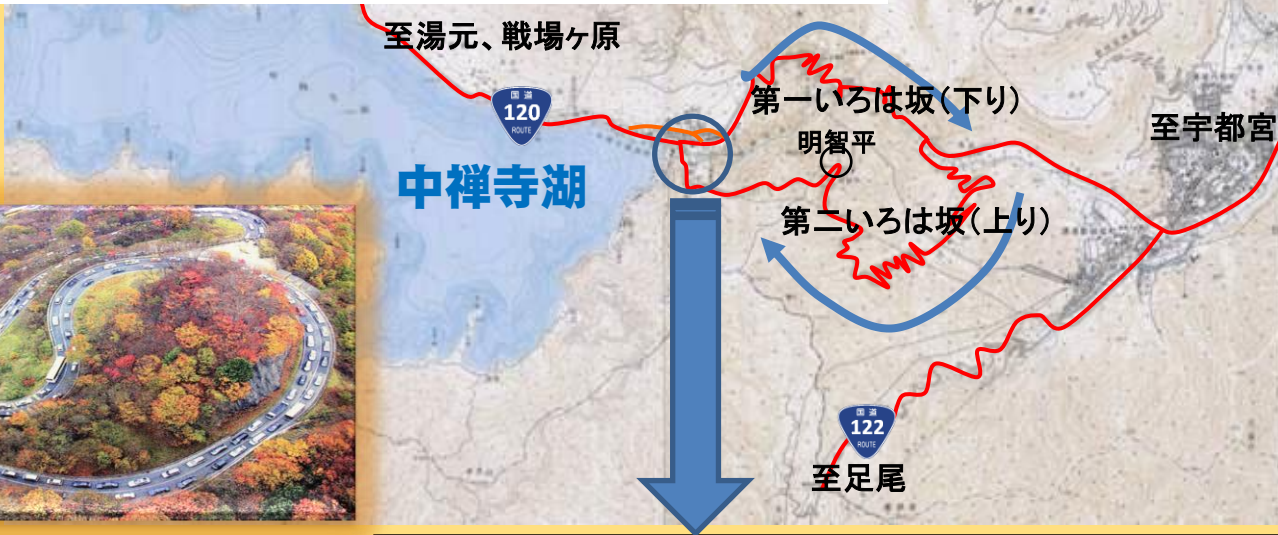 至湯元、戦場ヶ原
国道
120
ROUTE
第一いろは坂(下り)
至宇都宮
明智平
中禅寺湖
第二いろは坂(上り)
国道
122
ROUTE
至足尾